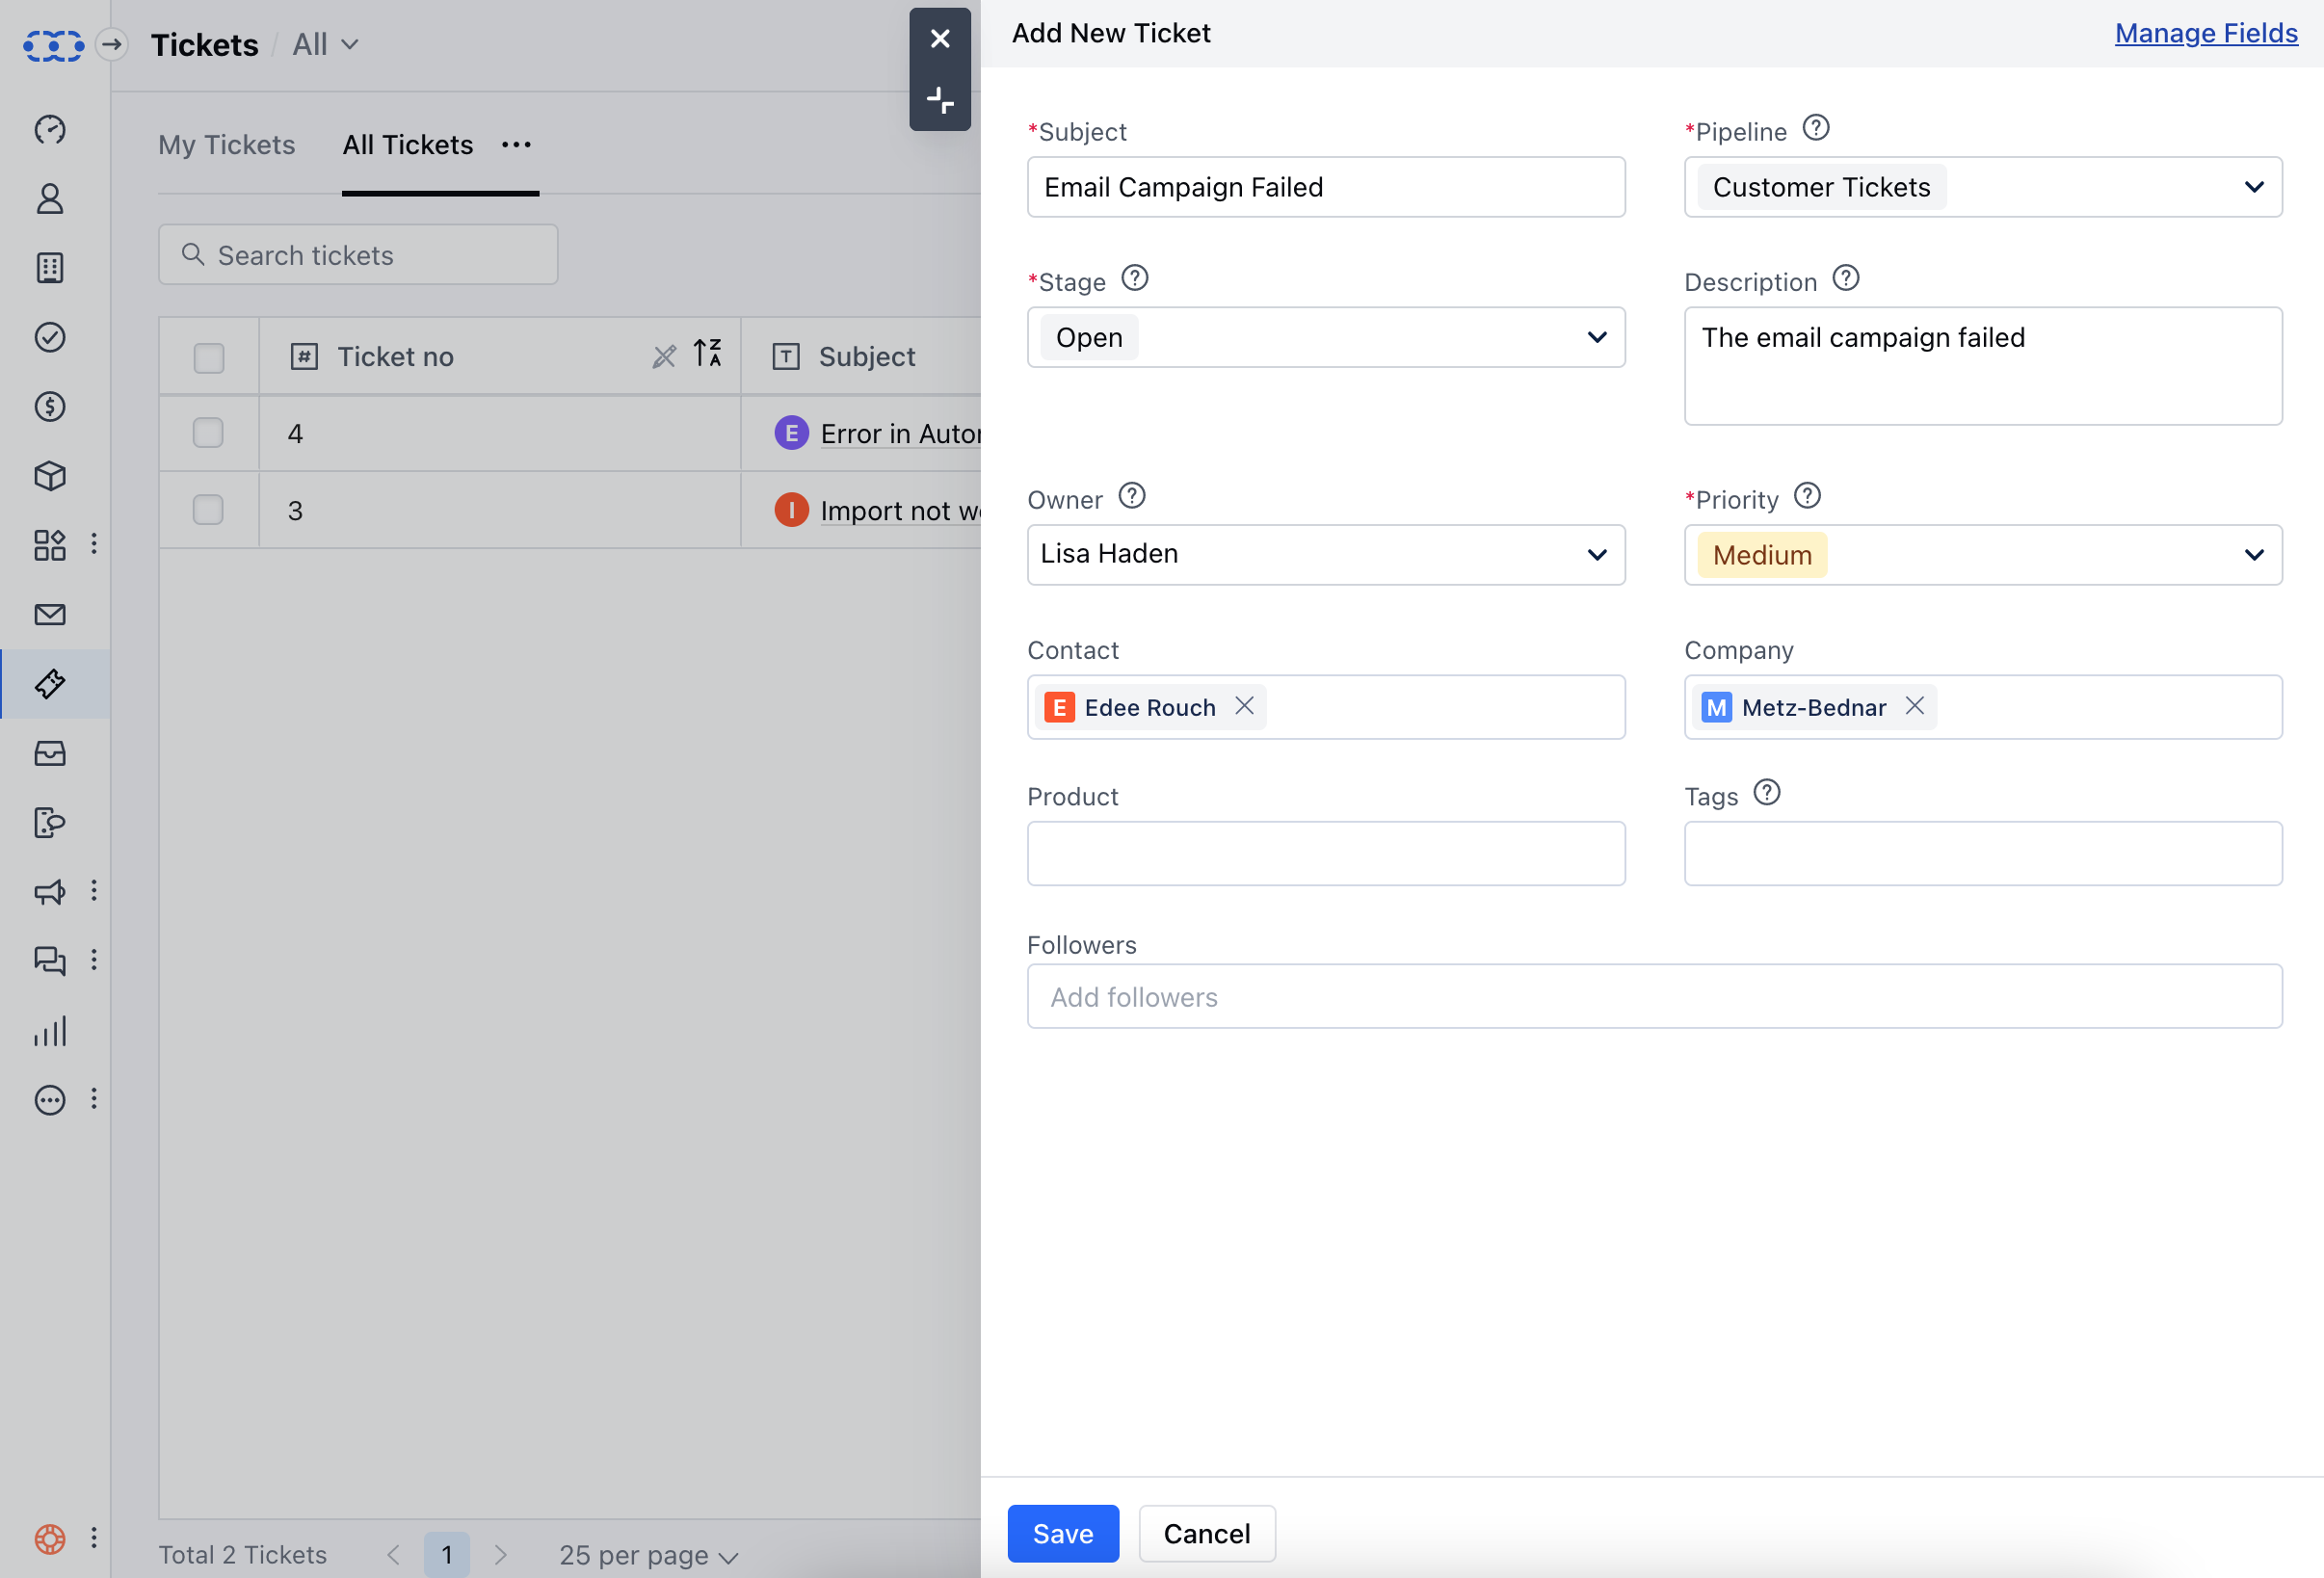 Tickets / All
My Tickets All Tickets
Search tickets
Ticket no Subject
4 E Error in Autor
3 I Import not w
Total 2 Tickets 1 25 per page
Add New Ticket Manage Fields
*Subject *Pipeline
Email Campaign Failed Customer Tickets
*Stage Description
Open The email campaign failed
Owner *Priority
Lisa Haden Medium
Contact Company
E Edee Rouch M Metz-Bednar
Product Tags
Followers
Add followers
Save Cancel